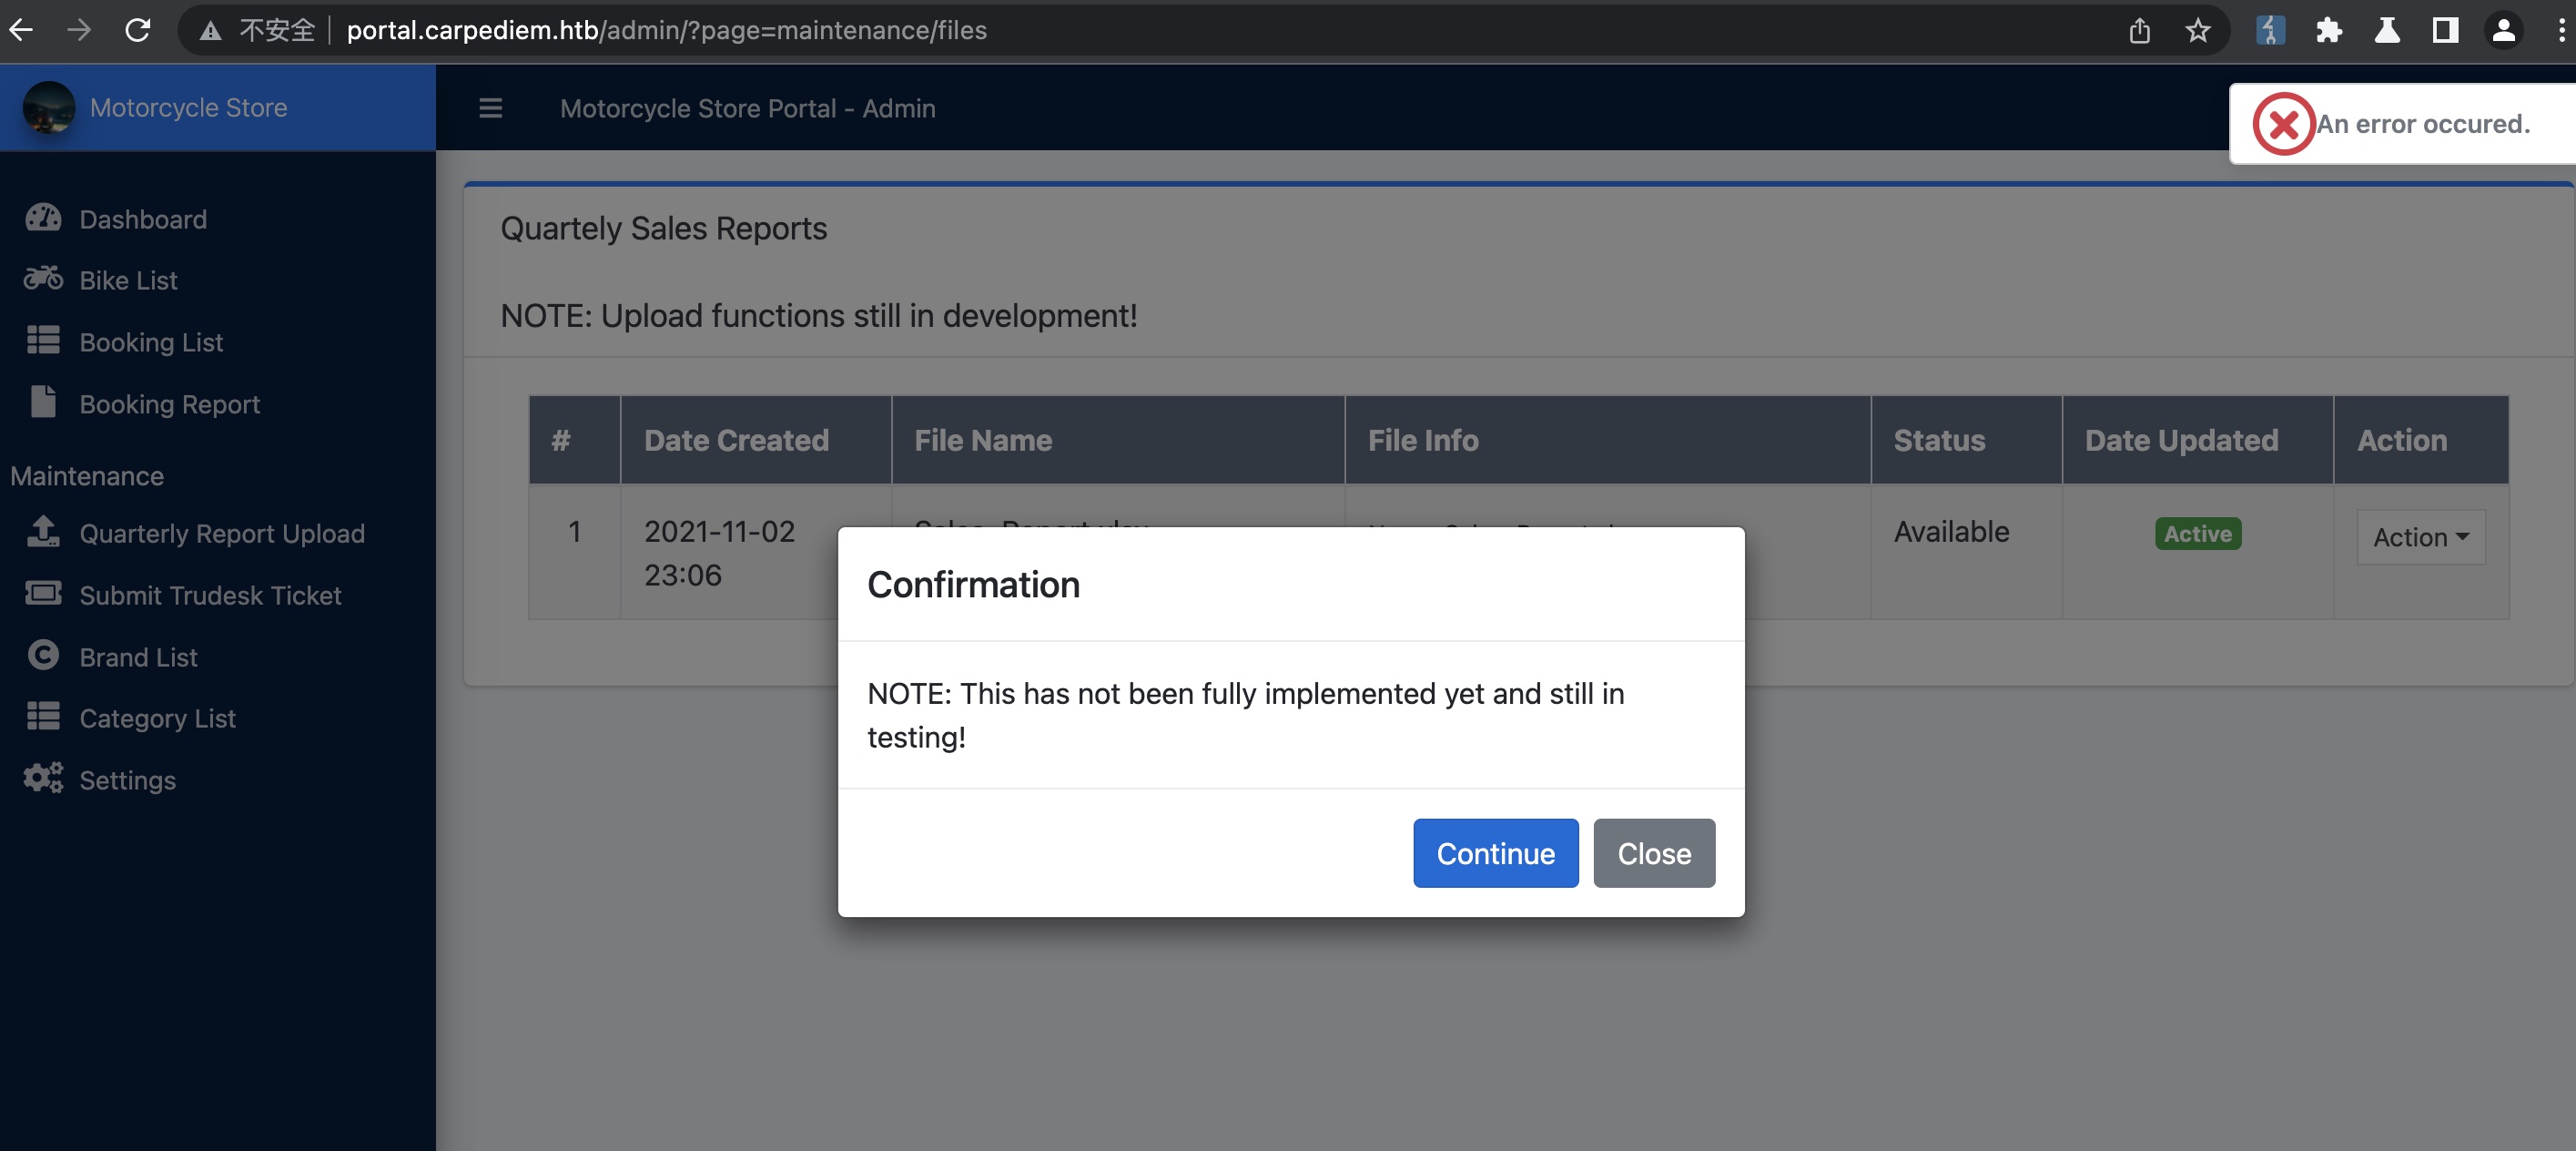 不安全 portal.carpediem.htb/admin/?page=maintenance/files
Motorcycle Store
Motorcycle Store Portal - Admin
An error occured.
Dashboard
Bike List
Booking List
Booking Report
Maintenance
Quarterly Report Upload
Submit Trudesk Ticket
Brand List
Category List
Settings
Quartely Sales Reports
NOTE: Upload functions still in development!
# Date Created File Name File Info Status Date Updated Action
1 2021-11-02 Available Active Action
23:06
Confirmation
NOTE: This has not been fully implemented yet and still in
testing!
Continue Close